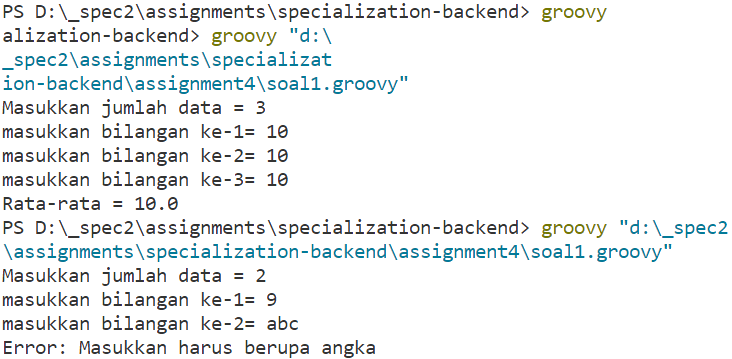 PS D:\_spec2\assignments\specialization-backend> groovy
alization-backend> groovy "d:\
_spec2\assignments\specializat
ion-backend\assignment4\soal1.groovy"
Masukkan jumlah data = 3
masukkan bilangan ke-1= 10
masukkan bilangan ke-2= 10
masukkan bilangan ke-3= 10
Rata-rata = 10.0
PS D:\_spec2\assignments\specialization-backend> groovy "d:\_spec2
\assignments\specialization-backend\assignment4\soal1.groovy"
Masukkan jumlah data = 2
masukkan bilangan ke-1= 9
masukkan bilangan ke-2= abc
Error: Masukkan harus berupa angka